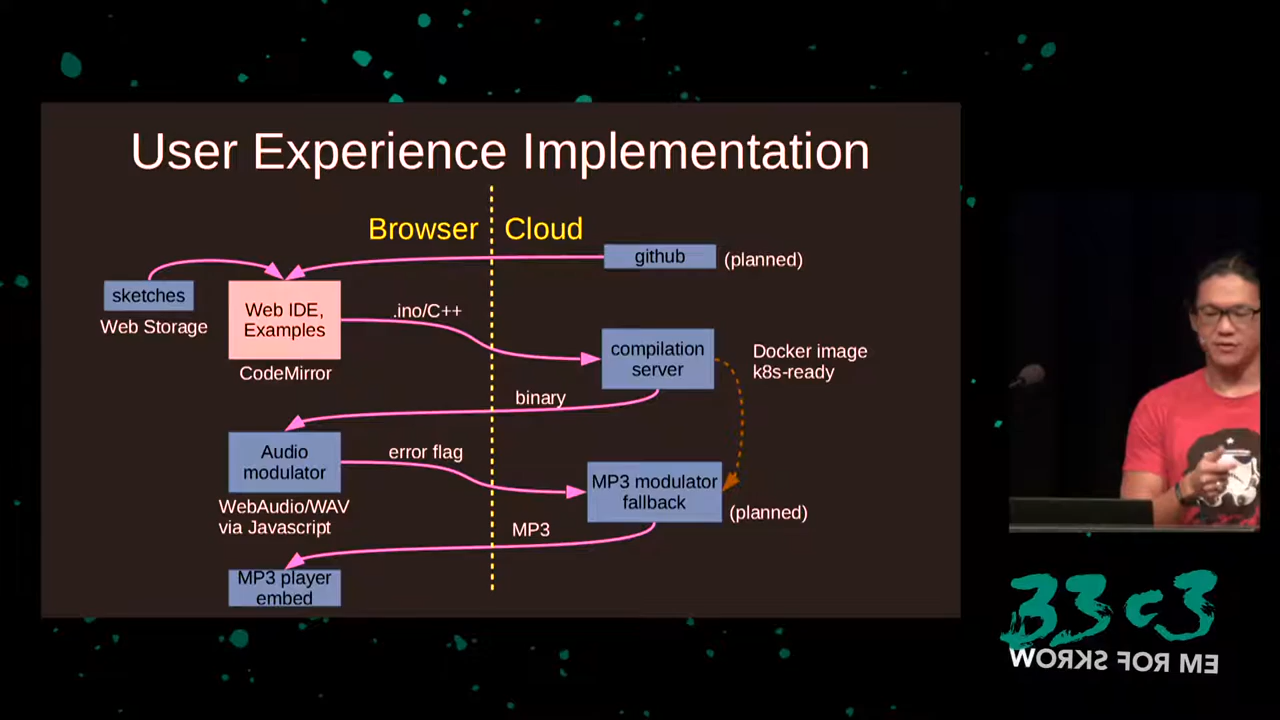 User Experience Implementation
Browser
Cloud
github
(planned)
sketches
Web Storage
Web IDE,
Examples
CodeMirror
.ino/C++
compilation
server
Docker image
k8s-ready
binary
Audio
modulator
WebAudio/WAV
via Javascript
error flag
MP3 modulator
fallback
(planned)
MP3
MP3 player
embed
33c3
WORKS FOR ME